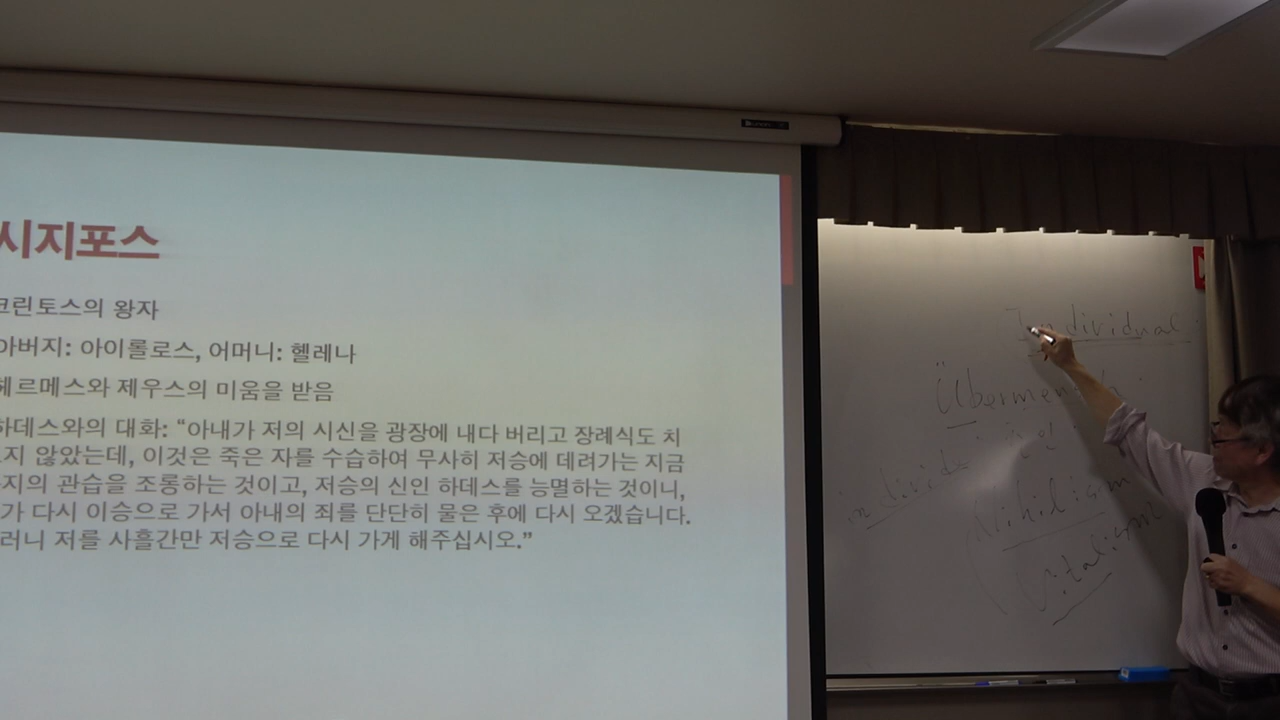 시지포스
코린토스의 왕자
아버지: 아이롤로스, 어머니: 헬레나
헤르메스와 제우스의 미움을 받음
하데스와의 대화: “아내가 저의 시신을 광장에 내다 버리고 장례식도 치
지 않았는데, 이것은 죽은 자를 수습하여 무사히 저승에 데려가는 지금
지의 관습을 조롱하는 것이고, 저승의 신인 하데스를 능멸하는 것이니,
가 다시 이승으로 가서 아내의 죄를 단단히 물은 후에 다시 오겠습니다.
러니 저를 사흘간만 저승으로 다시 가게 해주십시오.”
dividual
Überme
in divid
Nihilism
Vitalism